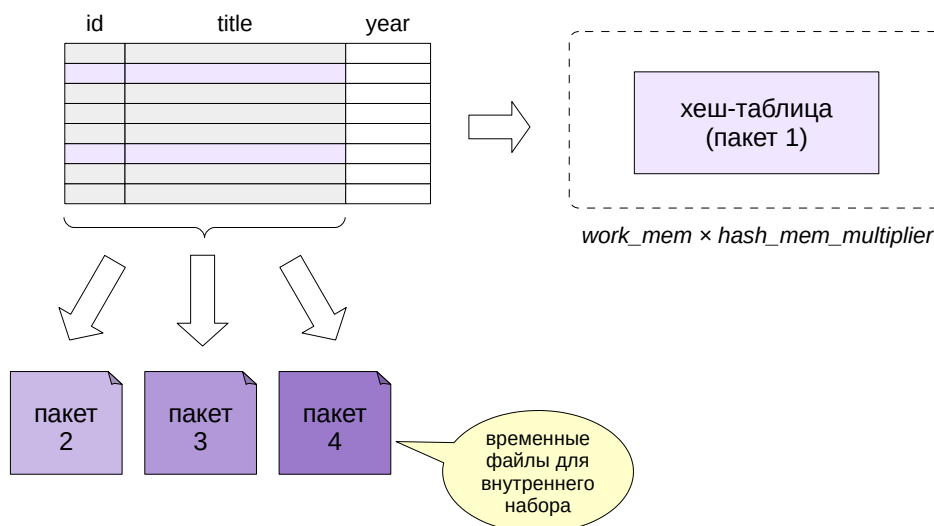 id title year
хеш-таблица
(пакет 1)
work_mem × hash_mem_multiplier
пакет
2
пакет
3
пакет
4
временные
файлы для
внутреннего
набора